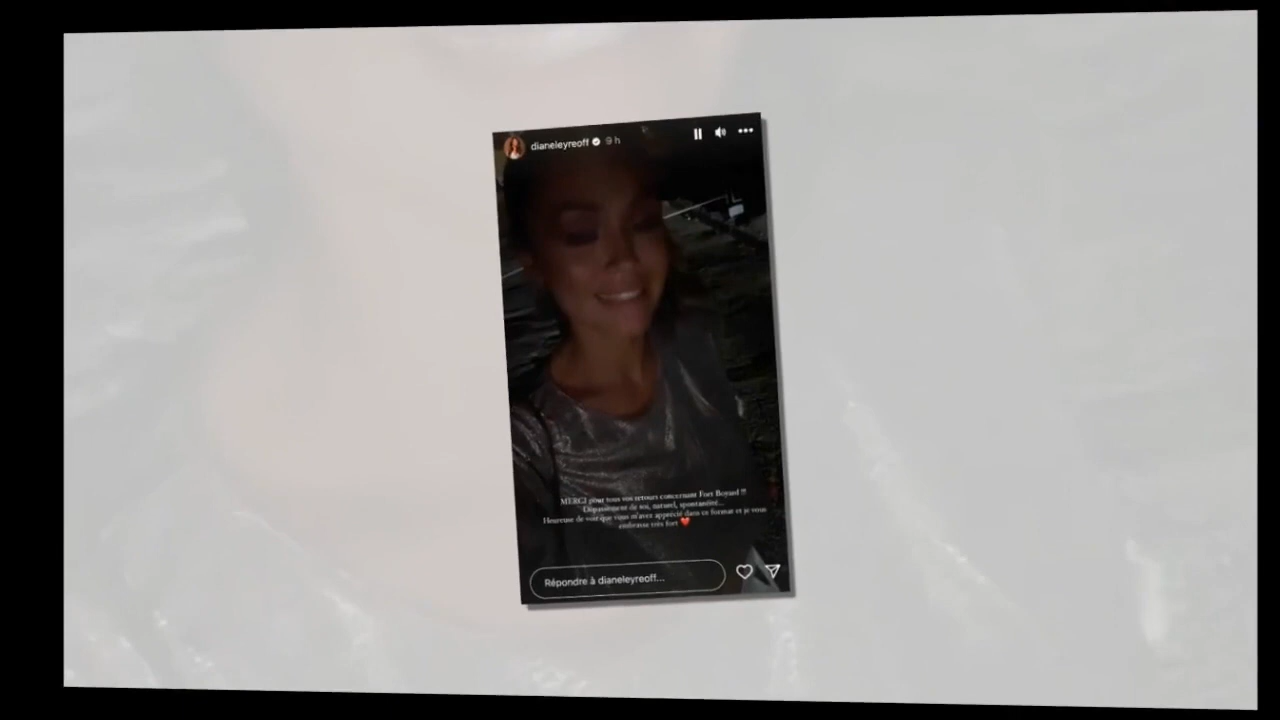 dianeleyreoff 9 h
MERCI pour tous vos retours concernant Fort Boyard !!!
Dépassement de soi, naturel, spontanéité...
Heureuse de voir que vous m'avez apprécié dans ce format et je vous
embrasse très fort ❤️
Répondre à dianeleyreoff...